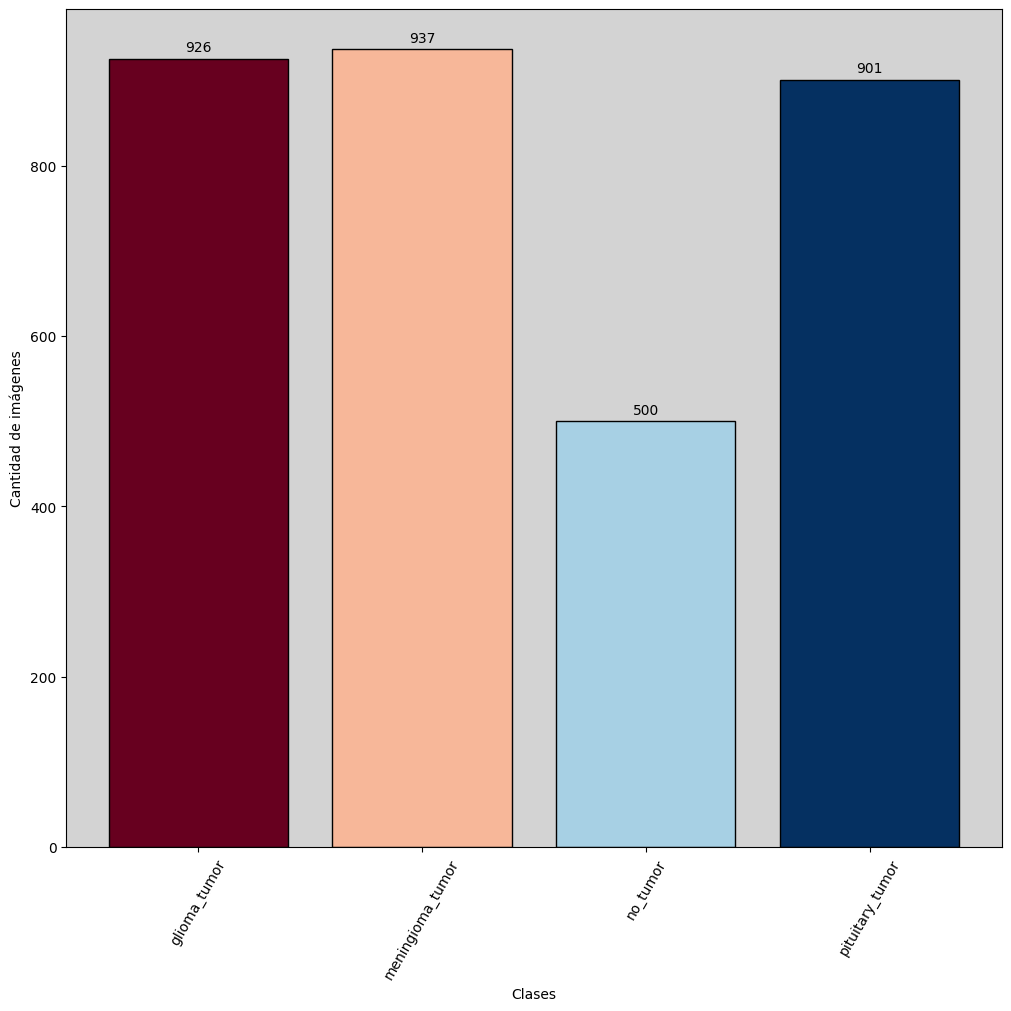 926
937
500
901
800
600
400
200
0
Cantidad de imágenes
glioma_tumor
meningioma_tumor
no_tumor
pituitary_tumor
Clases